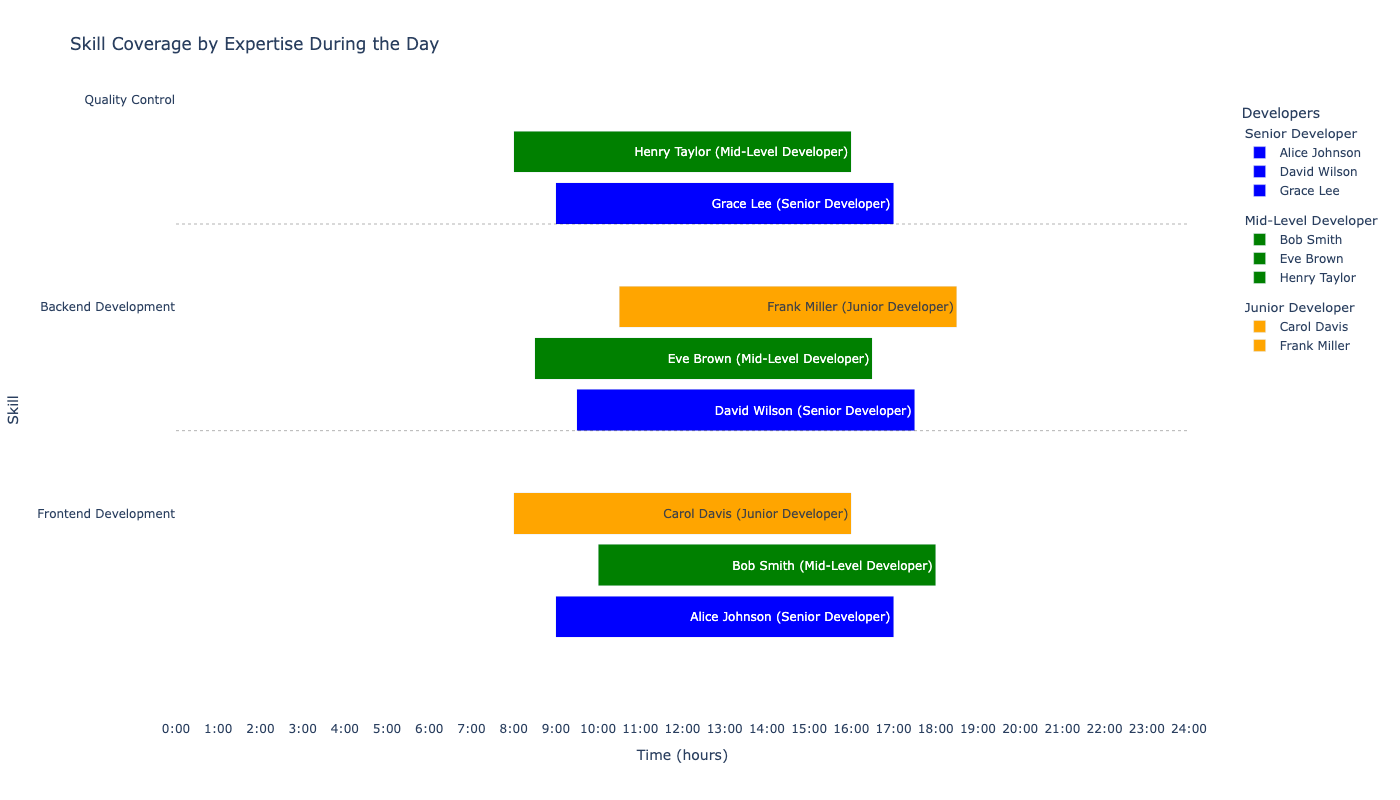 Skill Coverage by Expertise During the Day
Quality Control
Henry Taylor (Mid-Level Developer)
Grace Lee (Senior Developer)
Backend Development
Frank Miller (Junior Developer)
Eve Brown (Mid-Level Developer)
David Wilson (Senior Developer)
Skill
Frontend Development
Carol Davis (Junior Developer)
Bob Smith (Mid-Level Developer)
Alice Johnson (Senior Developer)
0:00 1:00 2:00 3:00 4:00 5:00 6:00 7:00 8:00 9:00 10:00 11:00 12:00 13:00 14:00 15:00 16:00 17:00 18:00 19:00 20:00 21:00 22:00 23:00 24:00
Time (hours)
Developers
Senior Developer
Alice Johnson
David Wilson
Grace Lee
Mid-Level Developer
Bob Smith
Eve Brown
Henry Taylor
Junior Developer
Carol Davis
Frank Miller